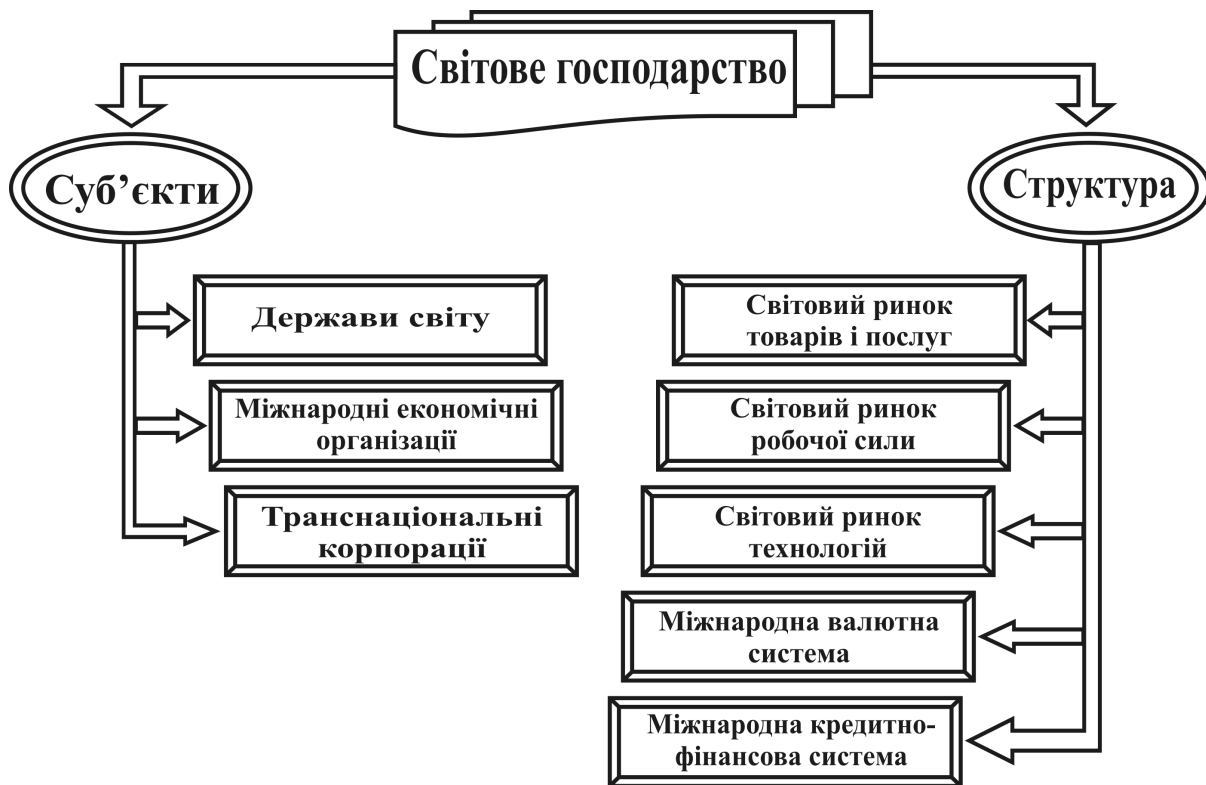 Світове господарство
Суб’єкти
Структура
Держави світу
Міжнародні економічні
організації
Транснаціональні
корпорації
Світовий ринок
товарів і послуг
Світовий ринок
робочої сили
Світовий ринок
технологій
Міжнародна валютна
система
Міжнародна кредитно-
фінансова система